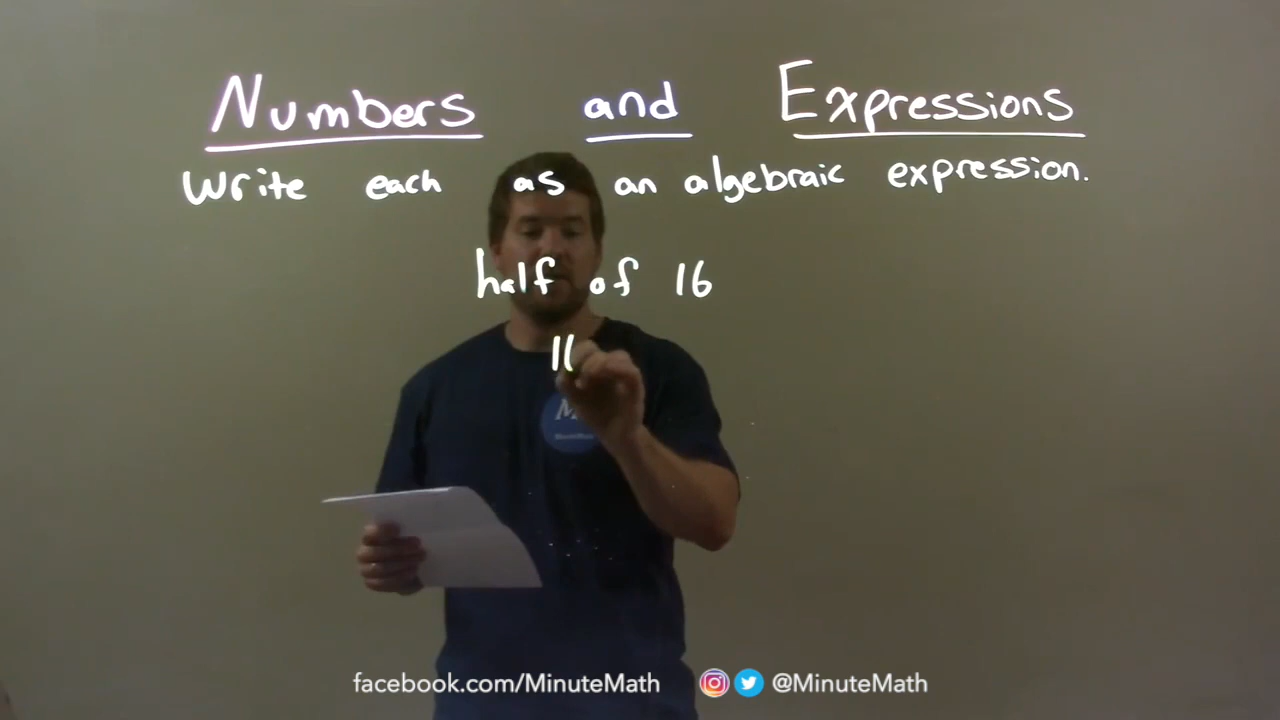 Numbers and Expressions
Write each as an algebraic expression.
half of 16
facebook.com/MinuteMath @MinuteMath